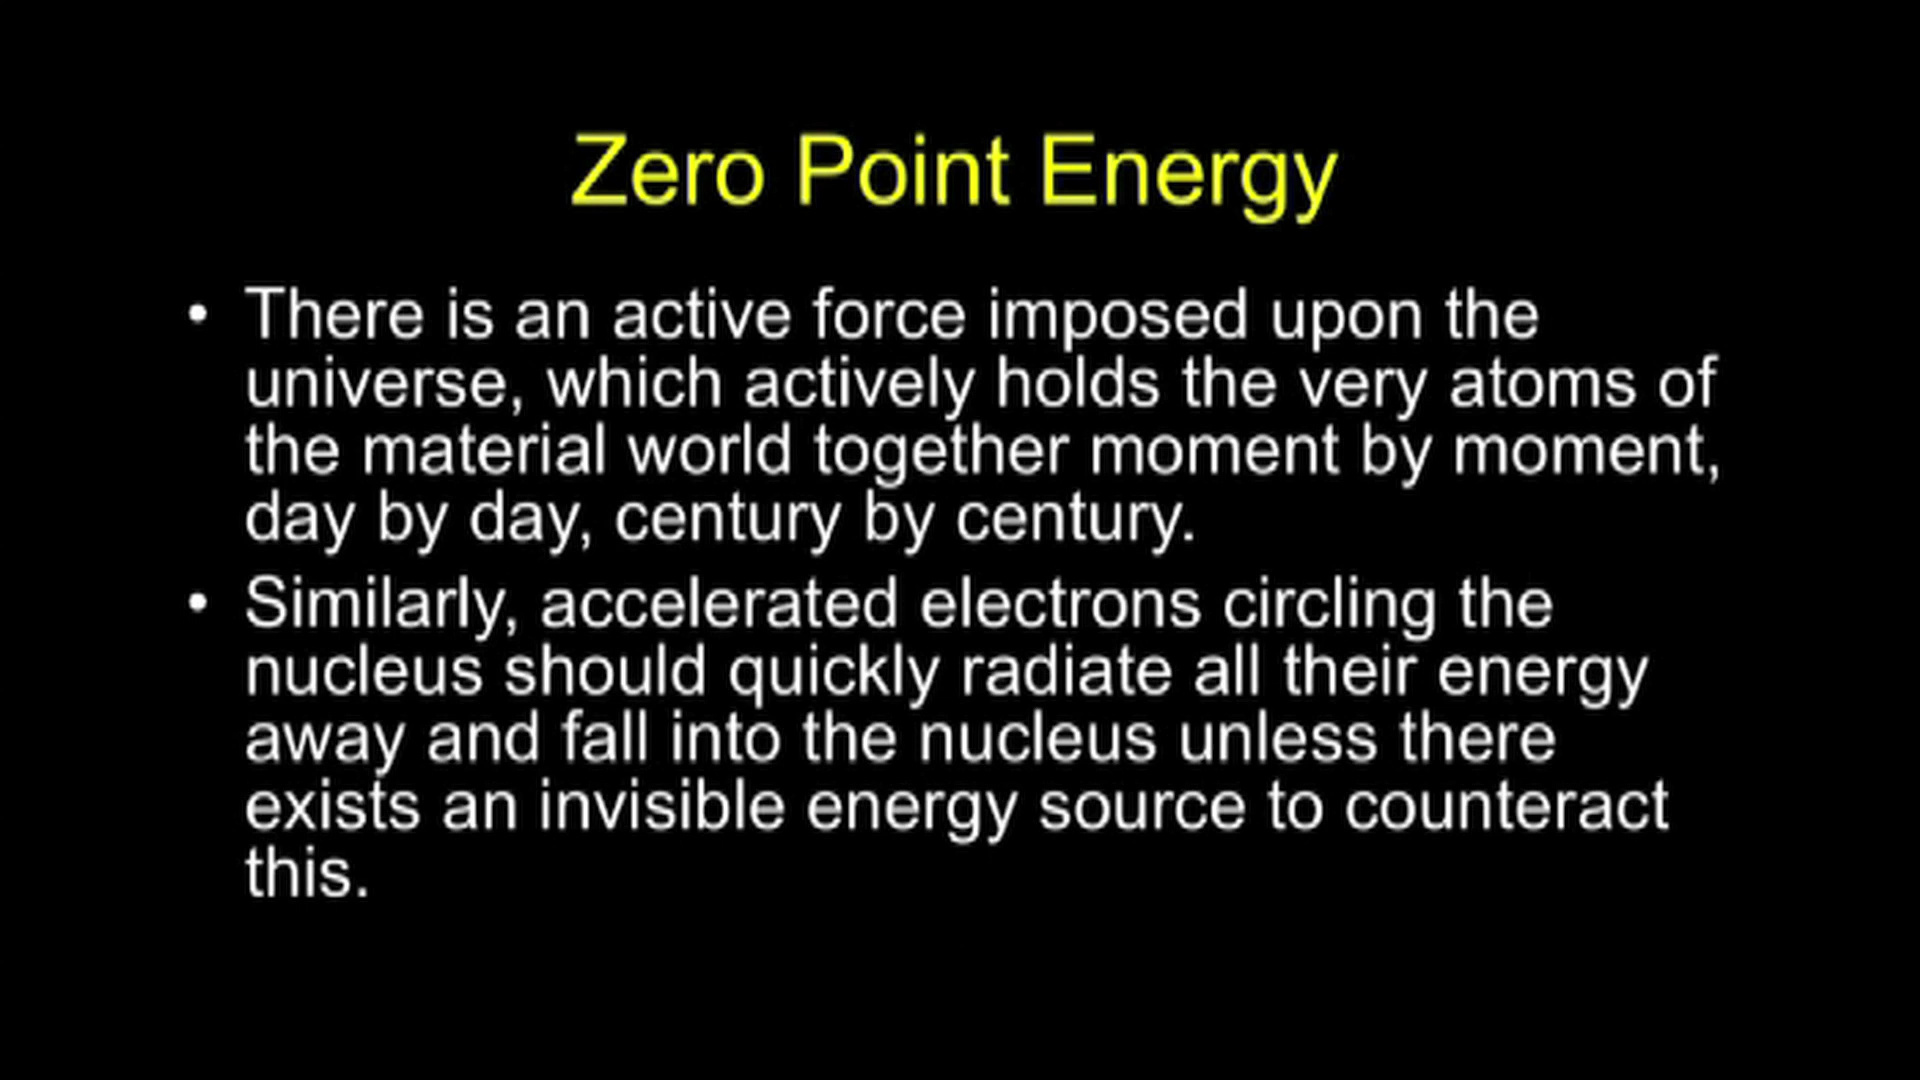 Zero Point Energy
• There is an active force imposed upon the
universe, which actively holds the very atoms of
the material world together moment by moment,
day by day, century by century.
• Similarly, accelerated electrons circling the
nucleus should quickly radiate all their energy
away and fall into the nucleus unless there
exists an invisible energy source to counteract
this.